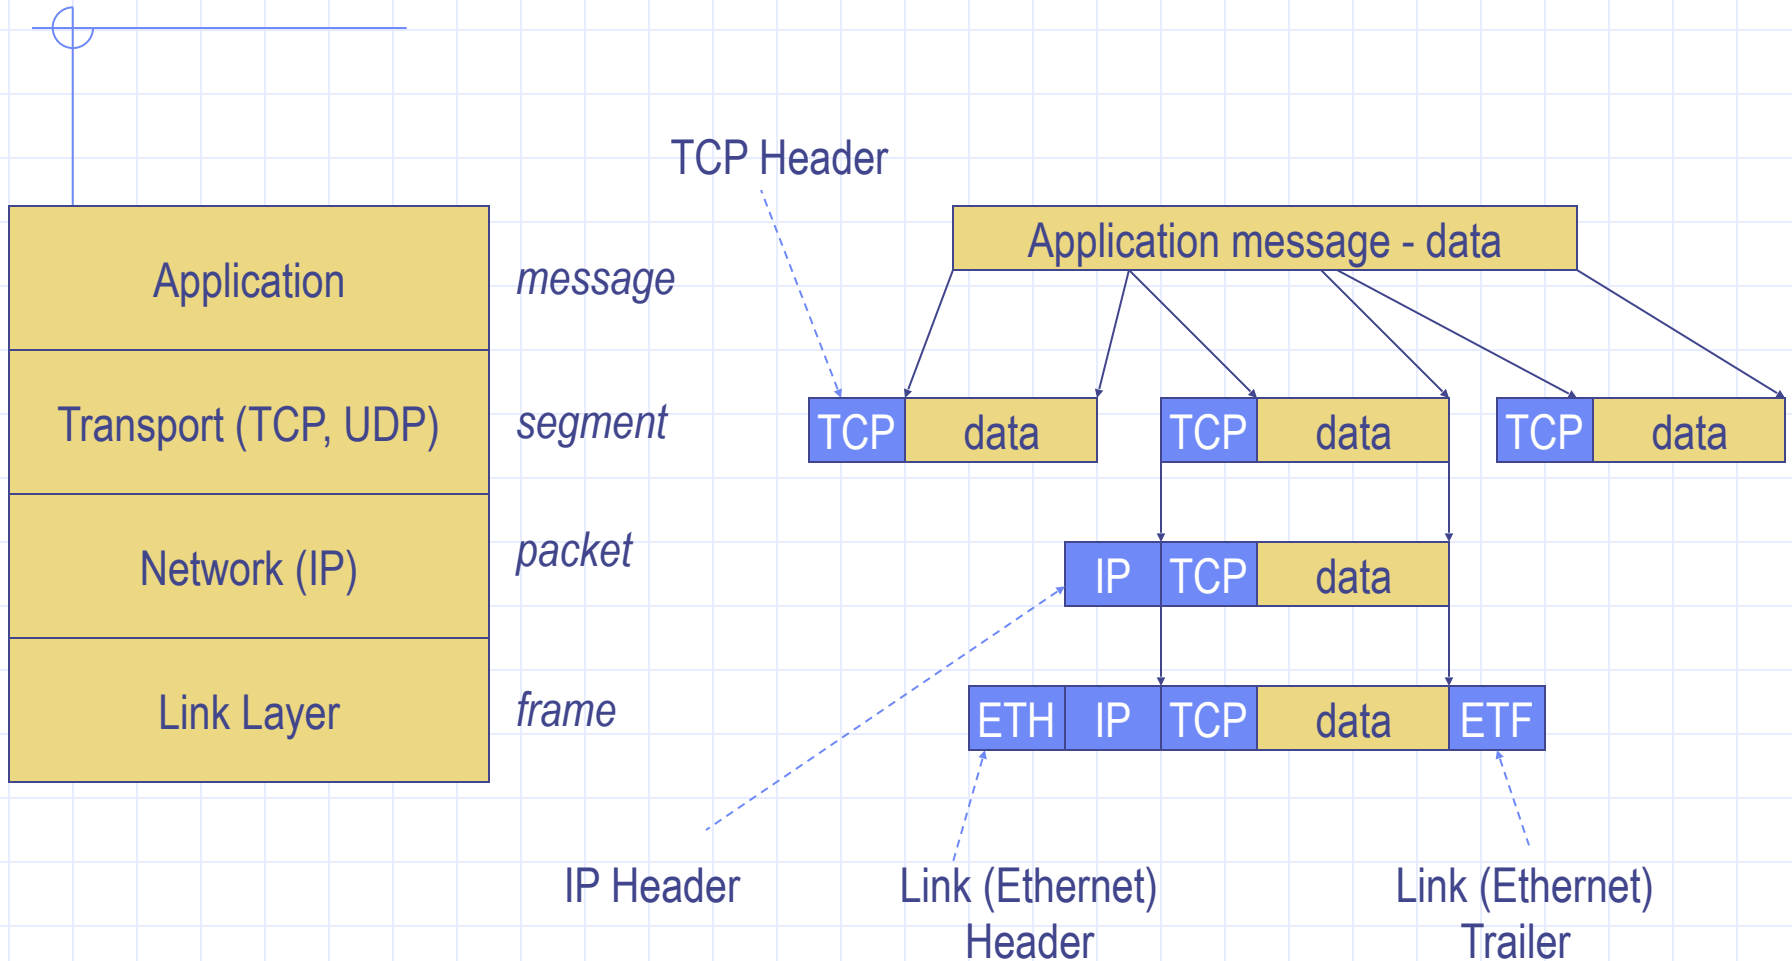 TCP Header
Application message - data
Application
message
Transport (TCP, UDP)
segment
TCP data
TCP data
TCP data
Network (IP)
packet
IP TCP data
Link Layer
frame
ETH IP TCP data ETF
IP Header
Link (Ethernet)
Header
Link (Ethernet)
Trailer